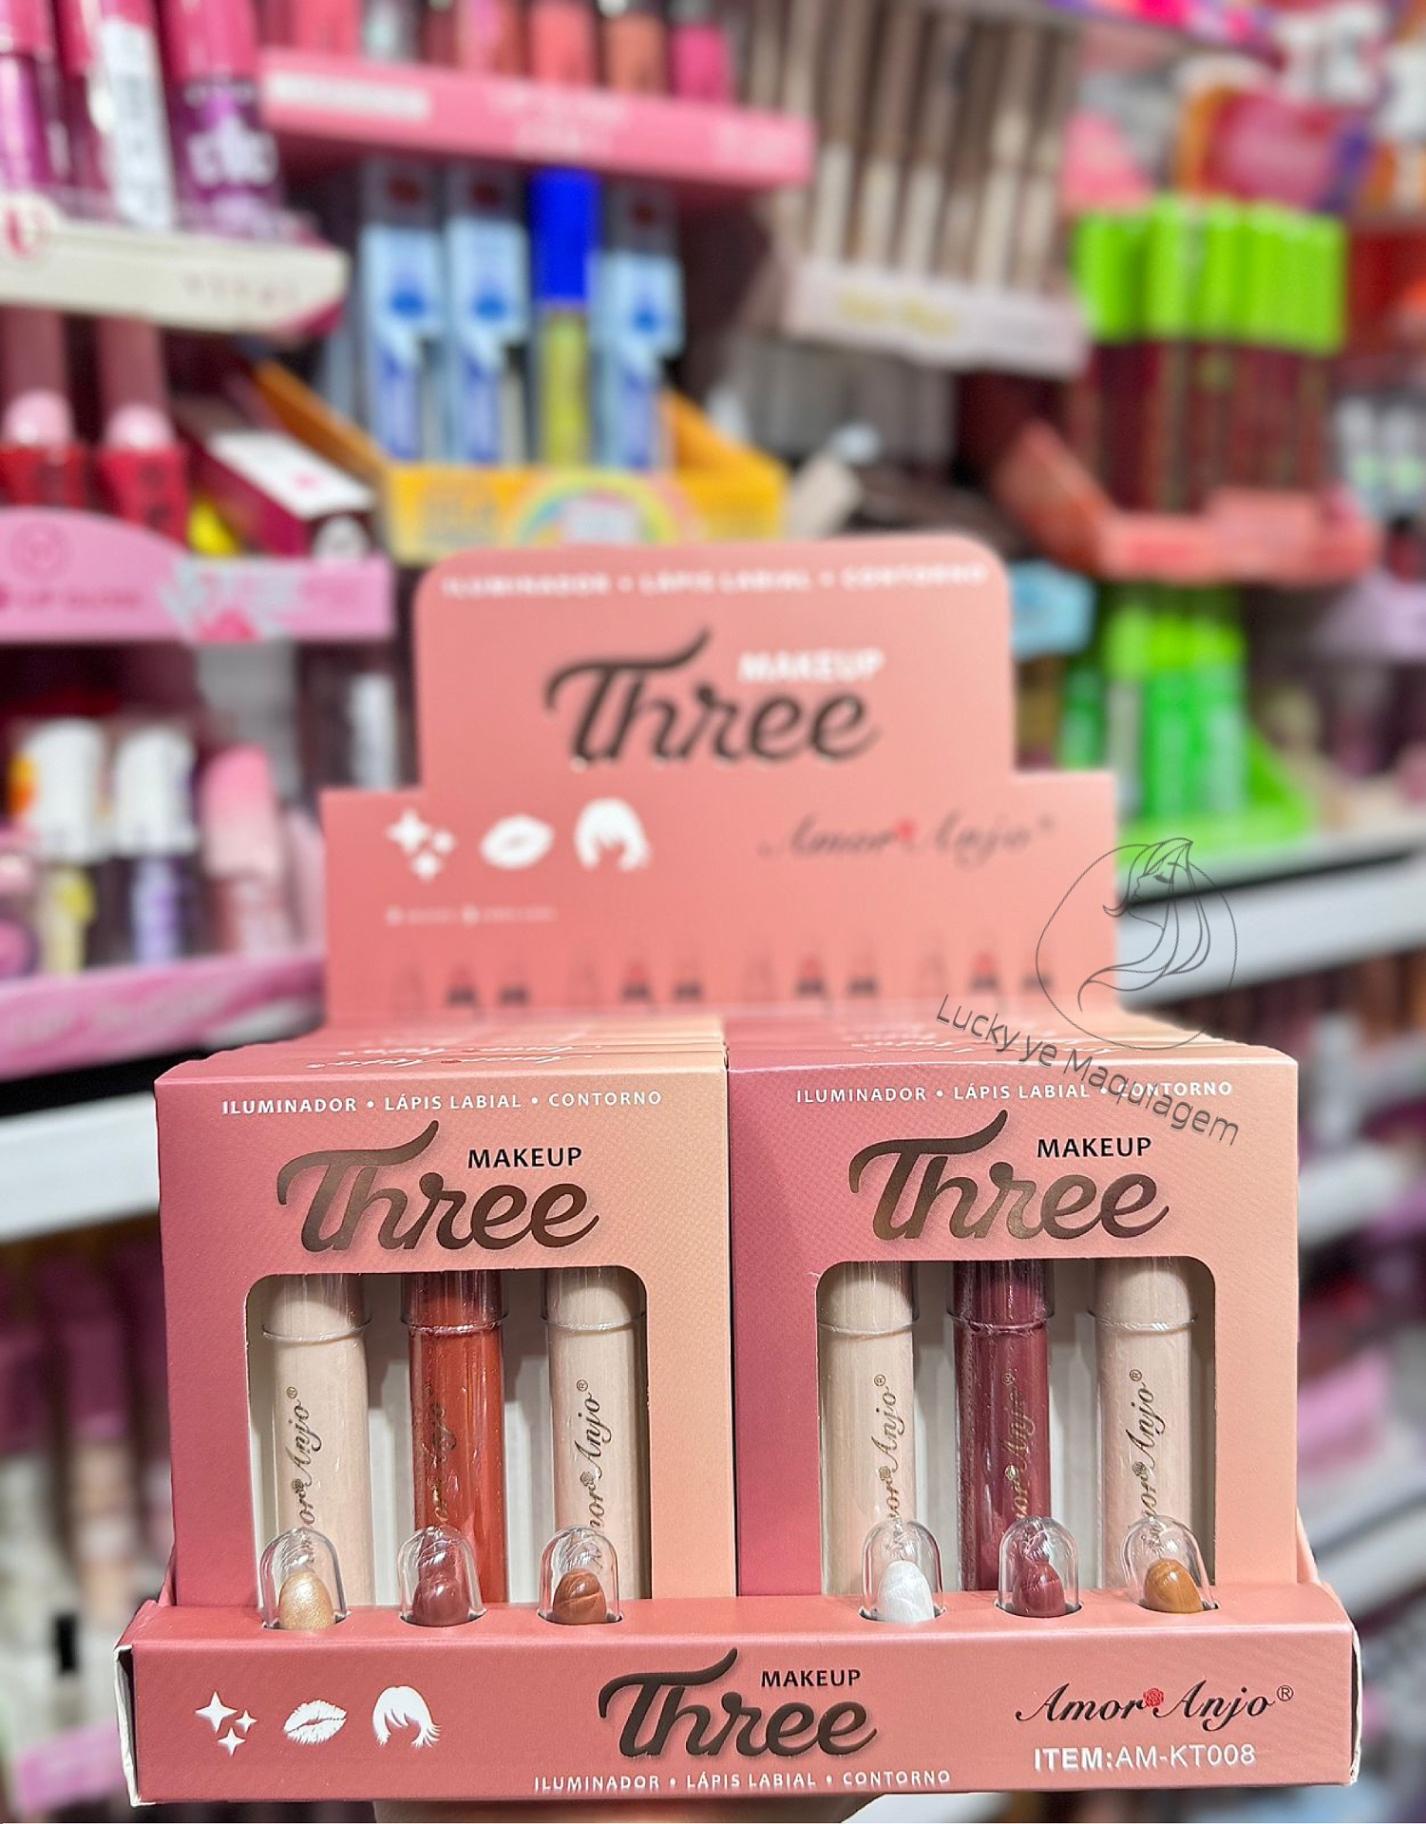 ILUMINADOR • LÁPIS LABIAL • CONTORNO
MAKEUP
Three
Amor Anjo
Lucky ye Maquiagem
ILUMINADOR • LÁPIS LABIAL • CONTORNO
MAKEUP
Three
Amor Anjo®
Anjo
Anjo®
ILUMINADOR • LÁPIS LABIAL • CONTORNO
MAKEUP
Three
Amor Anjo®
Anjo®
Amor Anjo®
MAKEUP
Three
ILUMINADOR • LÁPIS LABIAL • CONTORNO
Amor Anjo®
ITEM:AM-KT008